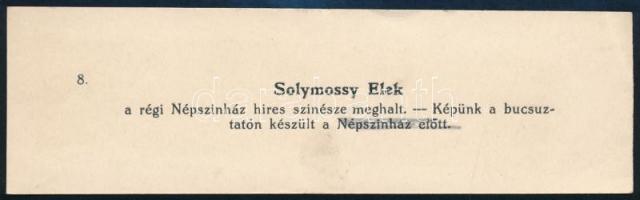 8.
Solymossy Elek
a régi Népszinház hires szinésze meghalt. — Képünk a bucsuz-
tatón készült a Népszinház előtt.